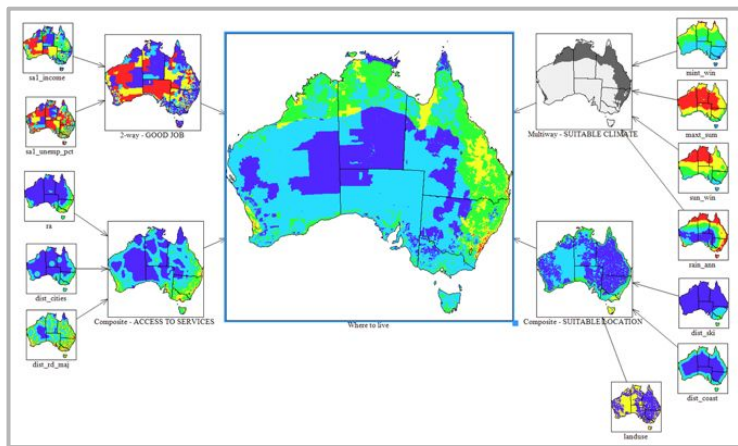 sa1_income
2-way - GOOD JOB
sa1_unemp_pct
ra
dist_cities
Composite - ACCESS TO SERVICES
dist_rd_maj
Where to live
mint_win
Multiway - SUITABLE CLIMATE
maxt_sum
sun_win
rain_ann
dist_ski
Composite - SUITABLE LOCATION
dist_coast
landuse